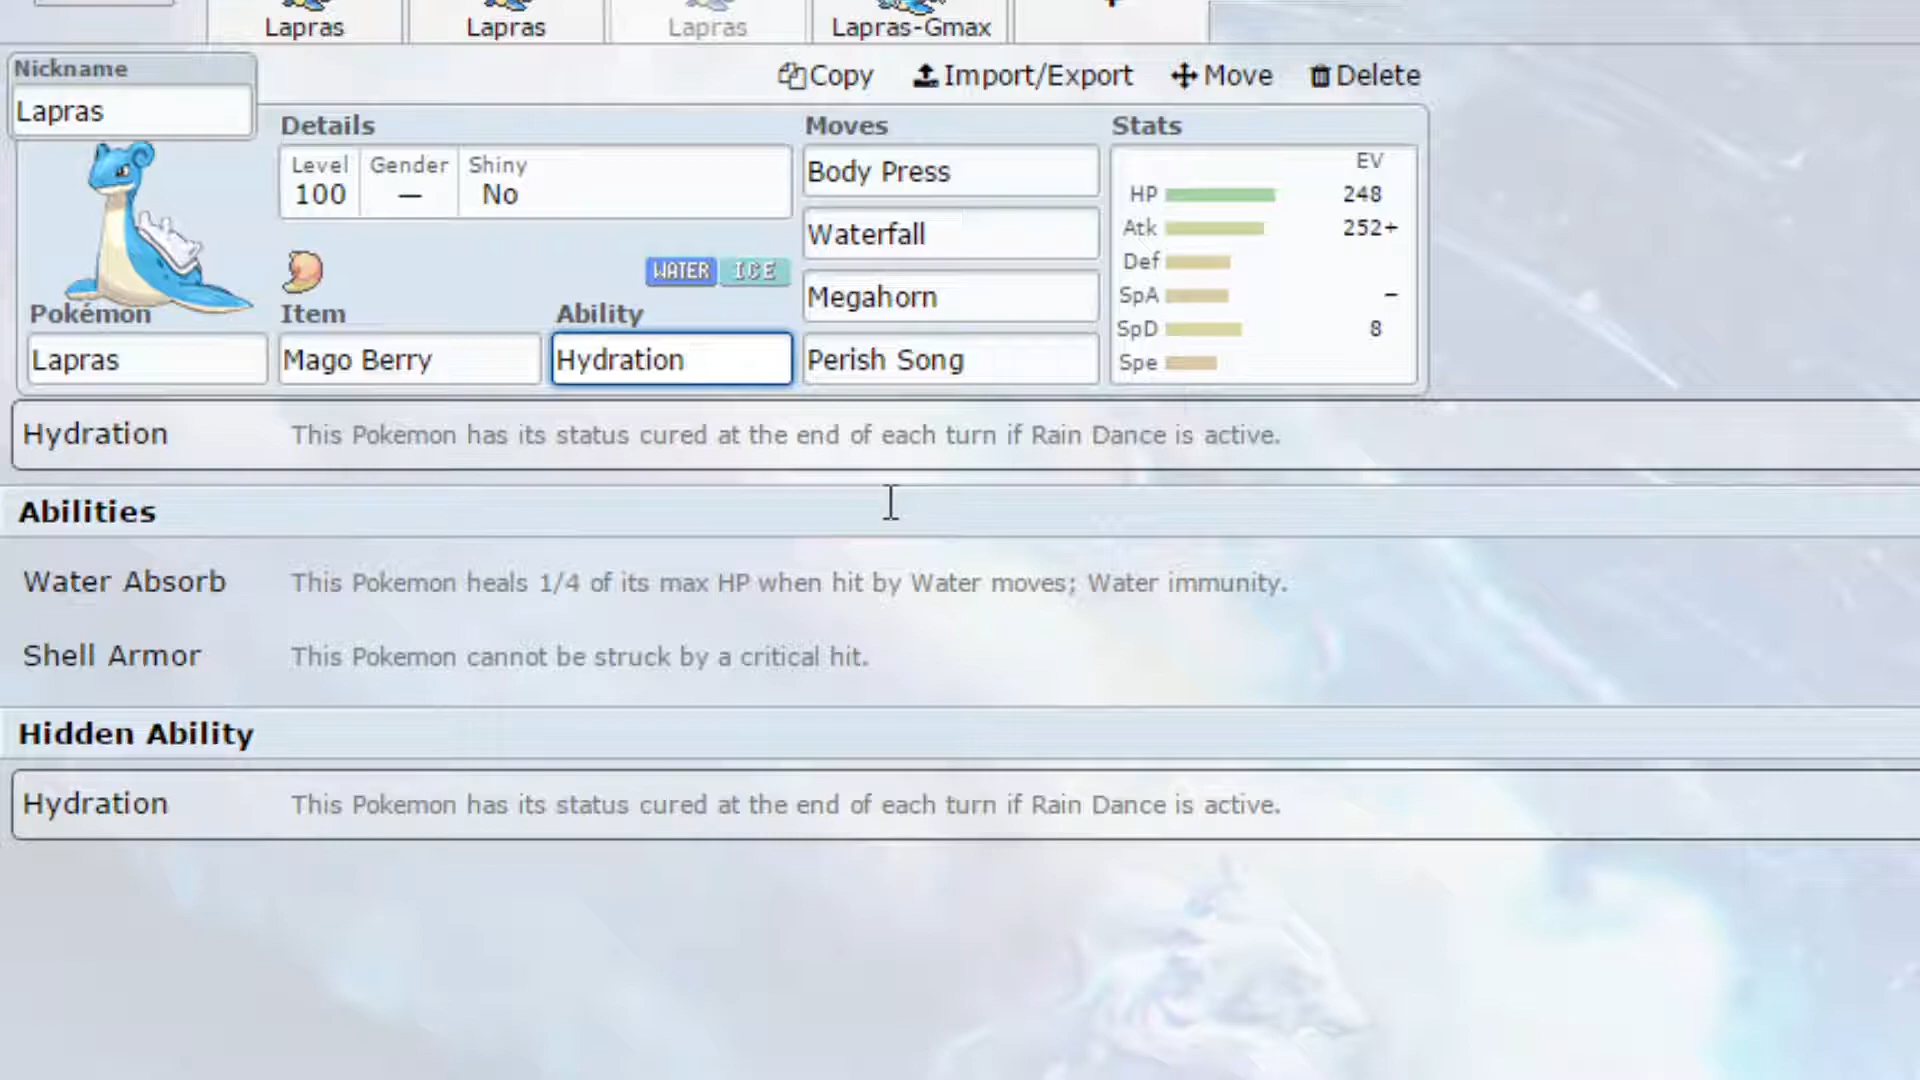 Lapras
Lapras
Lapras
Lapras-Gmax
Nickname
Lapras
Copy
Import/Export
Move
Delete
Details
Moves
Stats
Level
Gender
Shiny
100
—
No
WATER
ICE
Pokémon
Item
Ability
Lapras
Mago Berry
Hydration
Body Press
Waterfall
Megahorn
Perish Song
EV
HP 248
Atk 252+
Def
SpA −
SpD 8
Spe
Hydration This Pokemon has its status cured at the end of each turn if Rain Dance is active.
Abilities
Water Absorb This Pokemon heals 1/4 of its max HP when hit by Water moves; Water immunity.
Shell Armor This Pokemon cannot be struck by a critical hit.
Hidden Ability
Hydration This Pokemon has its status cured at the end of each turn if Rain Dance is active.